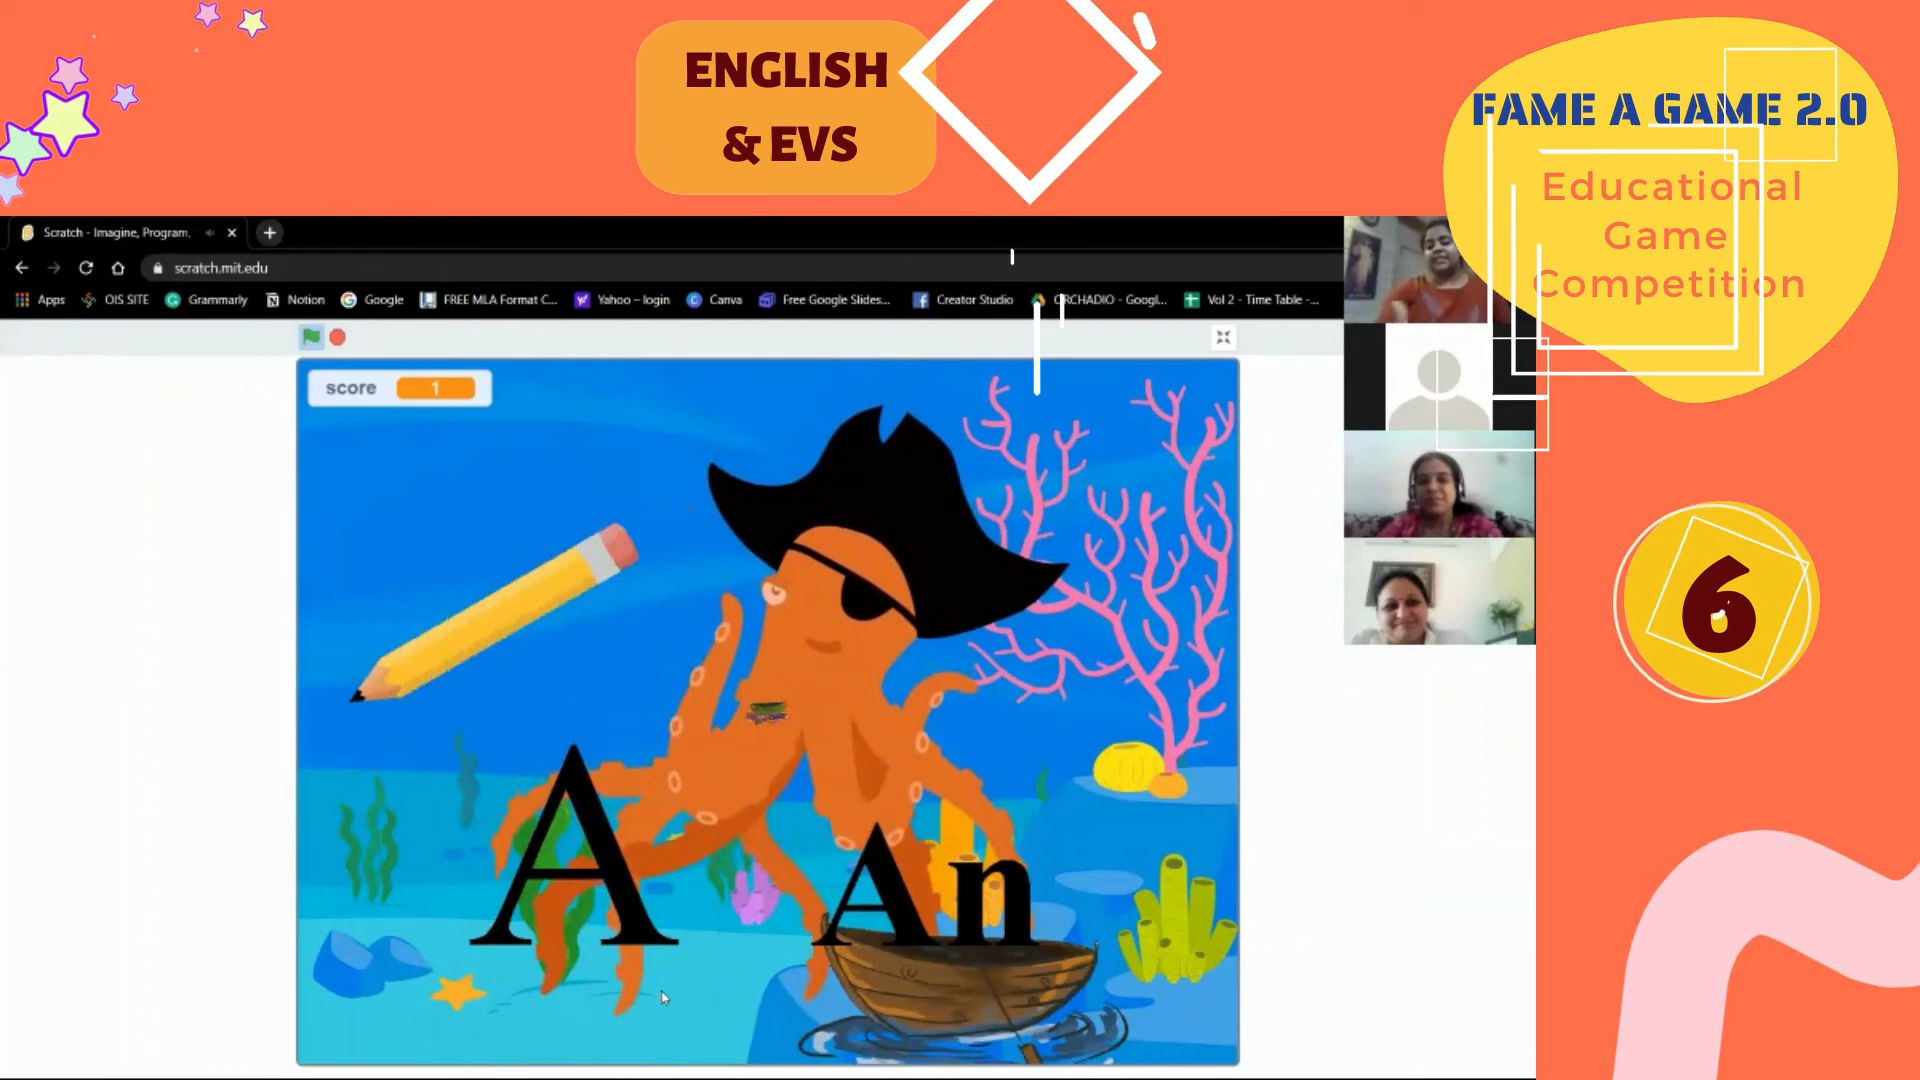 ENGLISH
& EVS
FAME A GAME 2.0
Educational
Game
Competition
Scratch - Imagine, Program,
scratch.mit.edu
Apps OIS SITE Grammarly Notion Google FREE MLA Format C... Yahoo – login Canva Free Google Slides... Creator Studio ORCHADIO - Googl... Vol 2 - Time Table -...
score 1
6
A An